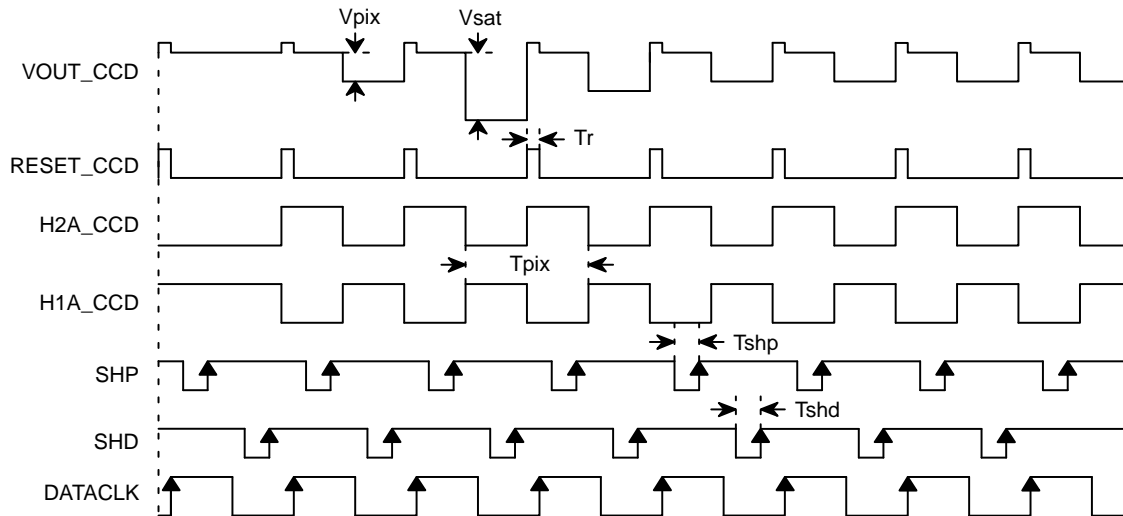 Vpix Vsat
VOUT_CCD
Tr
RESET_CCD
H2A_CCD
Tpix
H1A_CCD
Tshp
SHP
Tshd
SHD
DATACLK